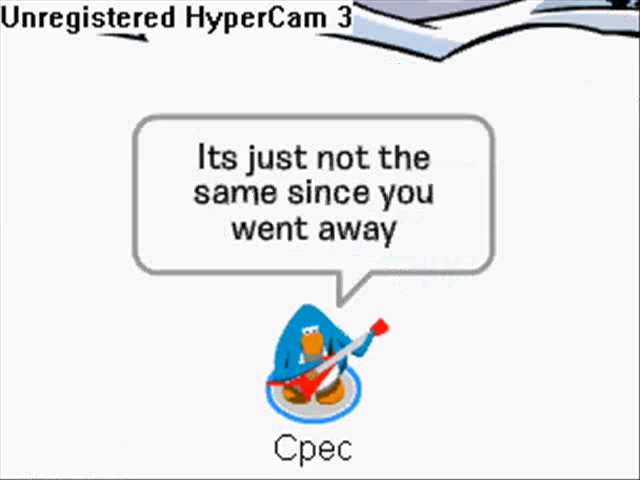 Unregistered HyperCam 3
Its just not the
same since you
went away
Cpec